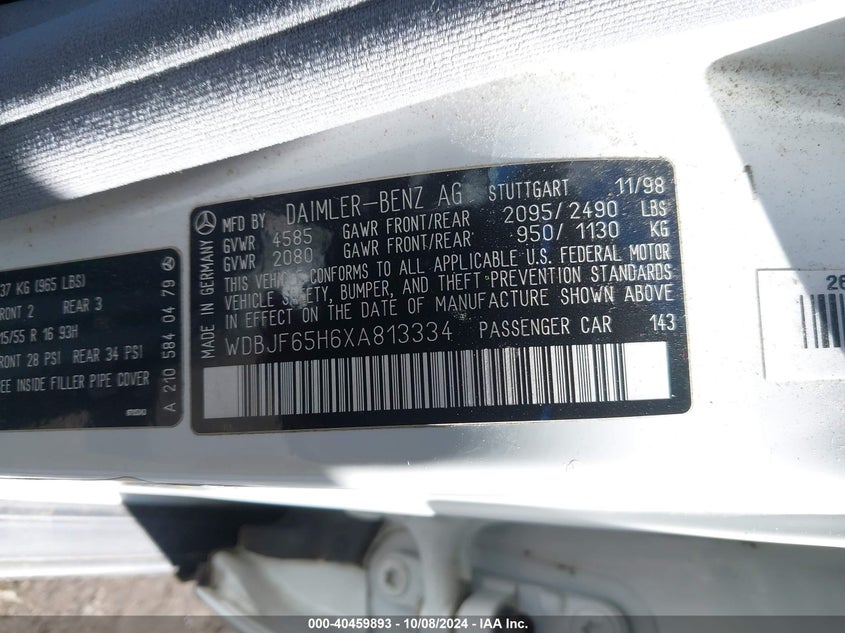 37 KG (965 LBS)
FRONT 2 REAR 3
15/55 R 16 93H
FRONT 28 PSI REAR 34 PSI
SEE INSIDE FILLER PIPE COVER
A 210 584 04 79
MADE IN GERMANY
MFD BY DAIMLER-BENZ AG STUTTGART 11/98
GVWR 4585 GAWR FRONT/REAR 2095/2490 LBS
GVWR 2080 GAWR FRONT/REAR 950/1130 KG
THIS VEHICLE CONFORMS TO ALL APPLICABLE U.S. FEDERAL MOTOR
VEHICLE SAFETY, BUMPER, AND THEFT PREVENTION STANDARDS
IN EFFECT ON THE DATE OF MANUFACTURE SHOWN ABOVE
WDBJF65H6XA813334 PASSENGER CAR 143
26
000-40459893 - 10/08/2024 - IAA Inc.